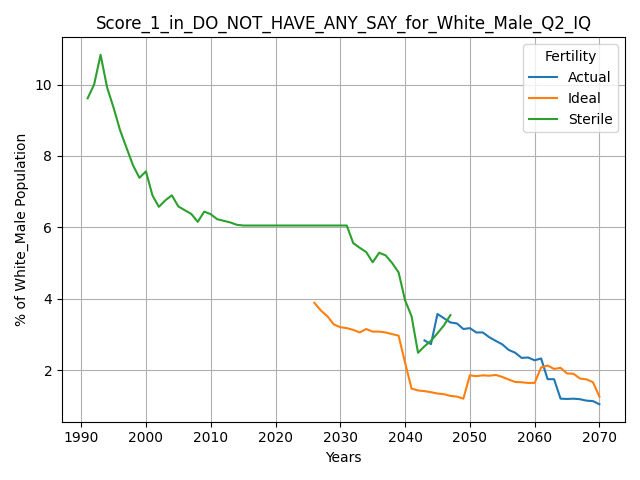 Score_1_in_DO_NOT_HAVE_ANY_SAY_for_White_Male_Q2_IQ
Fertility
Actual
Ideal
Sterile
% of White_Male Population
10
8
6
4
2
1990 2000 2010 2020 2030 2040 2050 2060 2070
Years